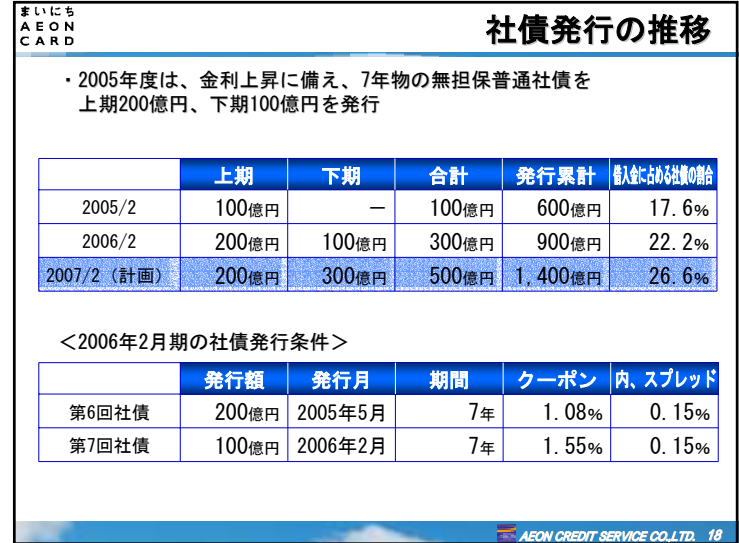 まいにち
AEON
CARD
社債発行の推移
・2005年度は、金利上昇に備え、7年物の無担保普通社債を
上期200億円、下期100億円を発行
上期 下期 合計 発行累計 借入金に占める社債の割合
2005/2 100億円 － 100億円 600億円 17.6%
2006/2 200億円 100億円 300億円 900億円 22.2%
2007/2（計画） 200億円 300億円 500億円 1,400億円 26.6%
＜2006年2月期の社債発行条件＞
発行額 発行月 期間 クーポン 内、スプレッド
第6回社債 200億円 2005年5月 7年 1.08% 0.15%
第7回社債 100億円 2006年2月 7年 1.55% 0.15%
AEON CREDIT SERVICE CO.,LTD. 18